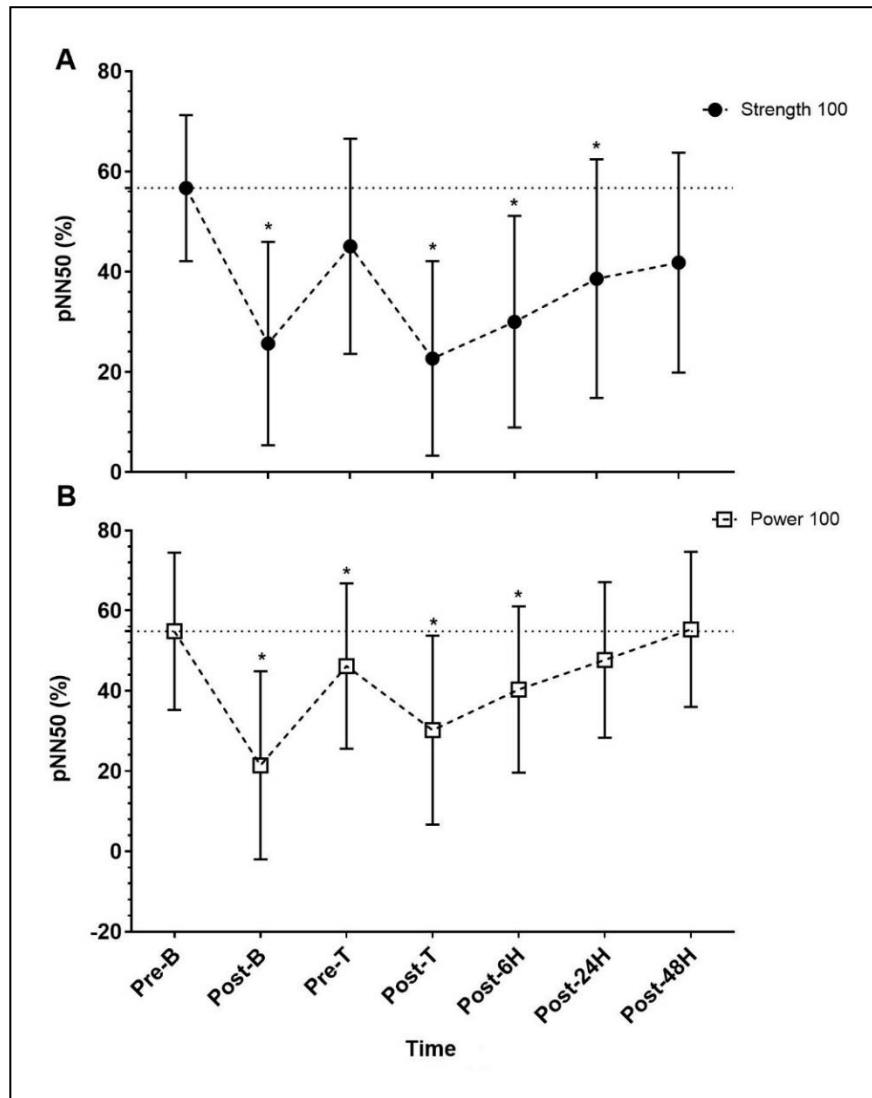 A
80
Strength 100
*
60
*
*
*
pNN50 (%)
40
20
0
B
80
Power 100
*
60
*
*
*
pNN50 (%)
40
20
0
-20
Pre-B
Post-B
Pre-T
Post-T
Post-6H
Post-24H
Post-48H
Time